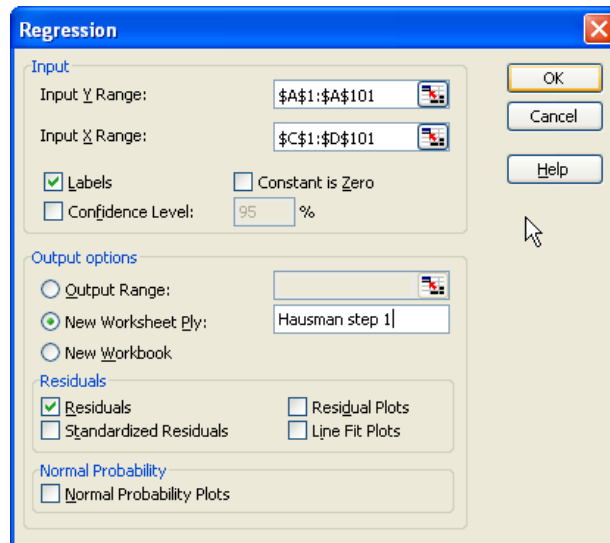 Regression
Input
Input Y Range: $A$1:$A$101
Input X Range: $C$1:$D$101
Labels Constant is Zero
Confidence Level: 95 %
OK
Cancel
Help
Output options
Output Range:
New Worksheet Ply: Hausman step 1
New Workbook
Residuals
Residuals Residual Plots
Standardized Residuals Line Fit Plots
Normal Probability
Normal Probability Plots